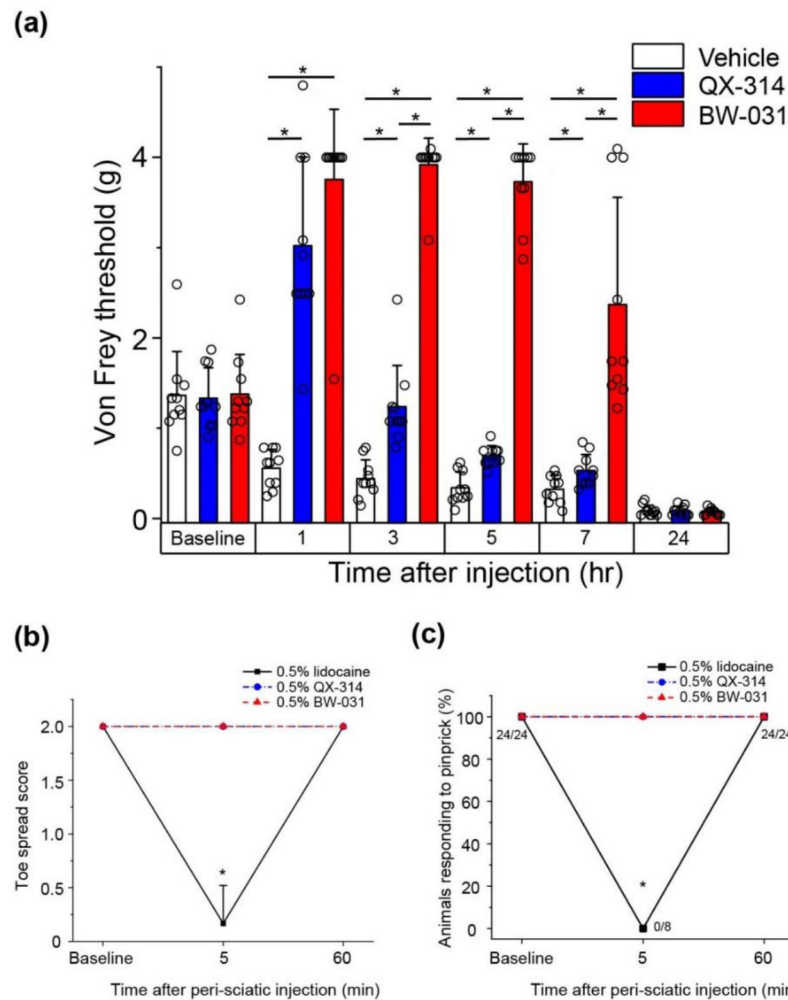 (a)
Vehicle
QX-314
BW-031
* * * *
* * * * * * *
Von Frey threshold (g)
4
2
0
Baseline 1 3 5 7 24
Time after injection (hr)
(b)
0.5% lidocaine
0.5% QX-314
0.5% BW-031
Toe spread score
2.0
1.5
1.0
0.5
0.0
*
Baseline 5 60
Time after peri-sciatic injection (min)
(c)
0.5% lidocaine
0.5% QX-314
0.5% BW-031
Animals responding to pinprick (%)
100
80
60
40
20
0
24/24
24/24
*
0/8
Baseline 5 60
Time after peri-sciatic injection (min)